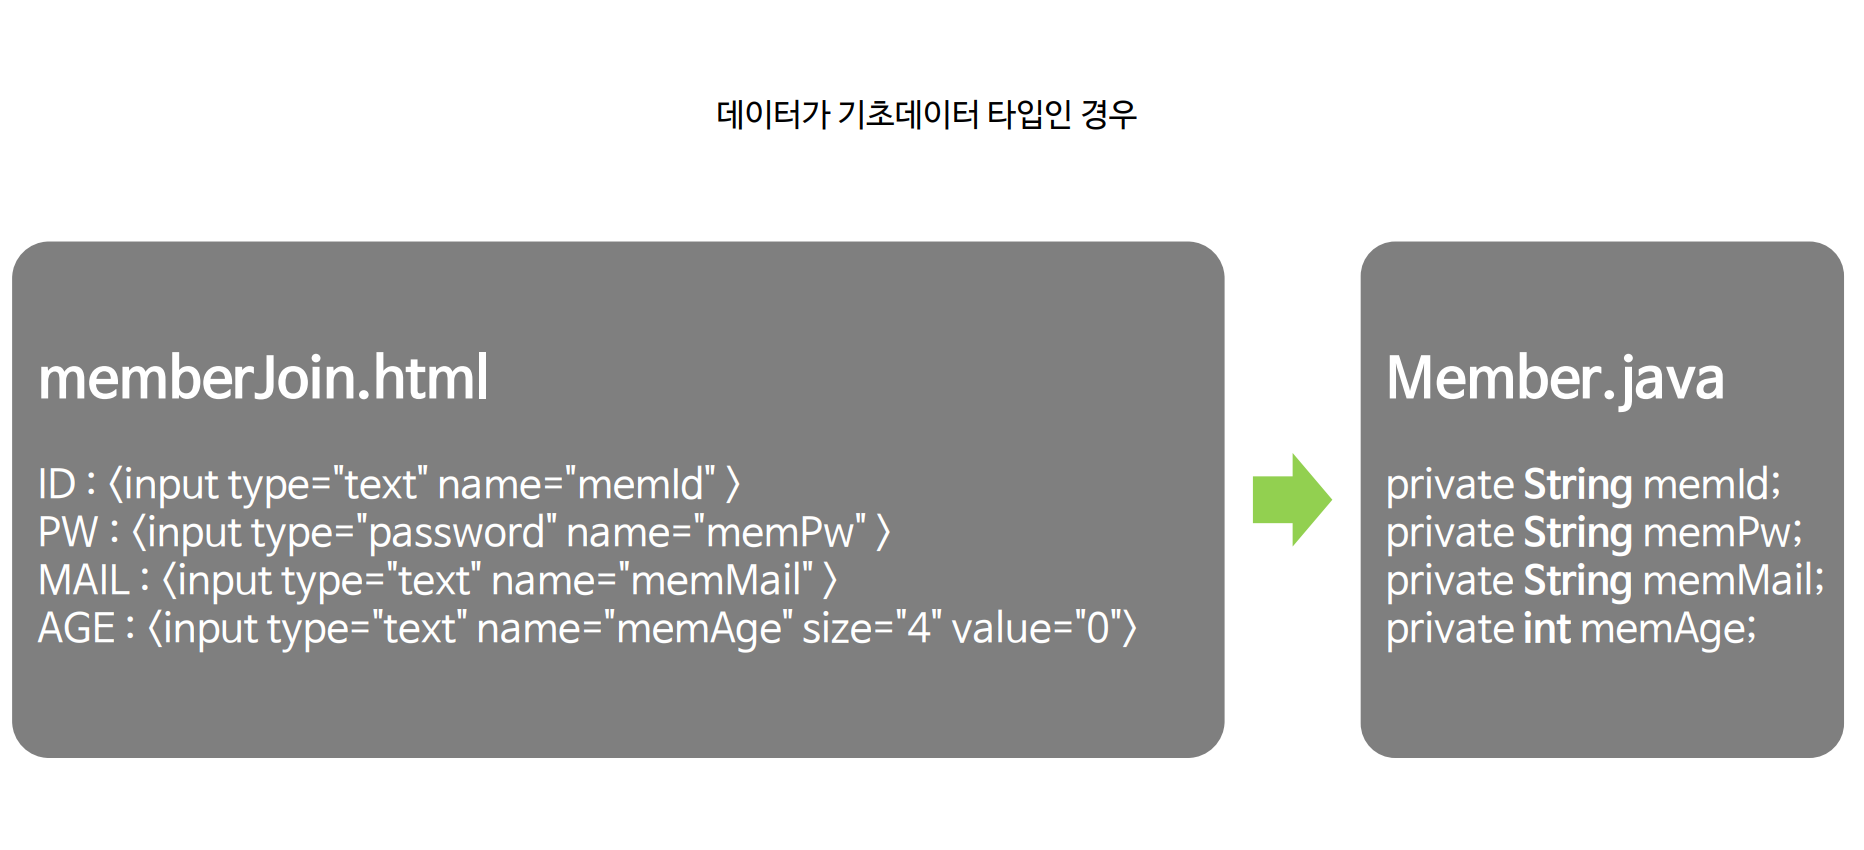 데이터가 기초데이터 타입인 경우
memberJoin.html
ID : <input type="text" name="memId" >
PW : <input type="password" name="memPw" >
MAIL : <input type="text" name="memMail" >
AGE : <input type="text" name="memAge" size="4" value="0">
Member.java
private String memId;
private String memPw;
private String memMail;
private int memAge;